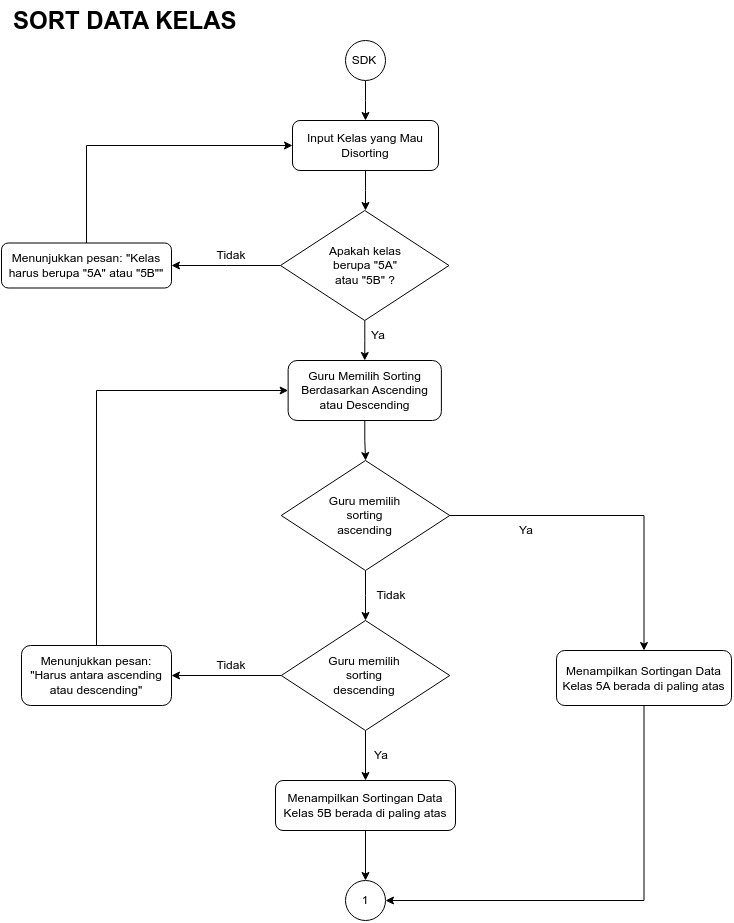 SORT DATA KELAS
SDK
Input Kelas yang Mau
Disorting
Apakah kelas
berupa "5A"
atau "5B" ?
Tidak
Menunjukkan pesan: "Kelas
harus berupa "5A" atau "5B""
Ya
Guru Memilih Sorting
Berdasarkan Ascending
atau Descending
Guru memilih
sorting
ascending
Ya
Tidak
Guru memilih
sorting
descending
Tidak
Menunjukkan pesan:
"Harus antara ascending
atau descending"
Menampilkan Sortingan Data
Kelas 5A berada di paling atas
Ya
Menampilkan Sortingan Data
Kelas 5B berada di paling atas
1